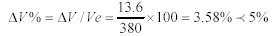 ΔV% = ΔV / Ve = 13.6/380 ×100 = 3.58% ≺ 5%